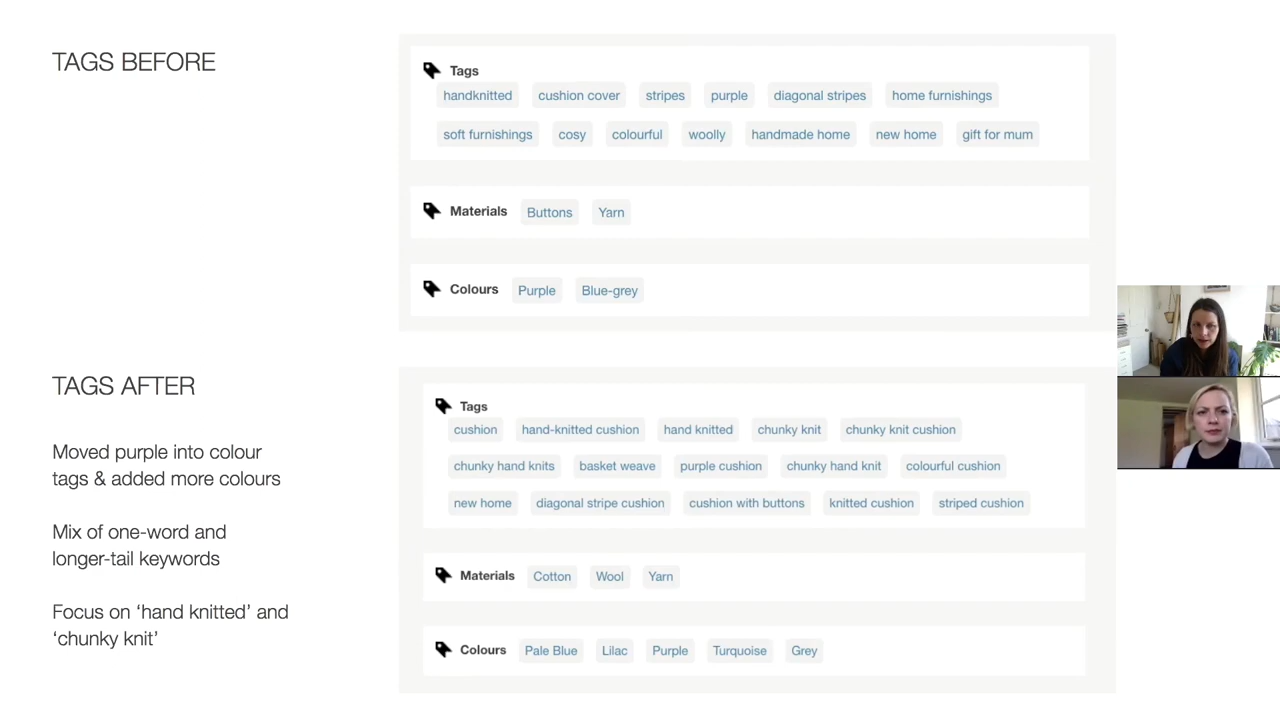 TAGS BEFORE
Tags
handknitted cushion cover stripes purple diagonal stripes home furnishings
soft furnishings cosy colourful woolly handmade home new home gift for mum
Materials Buttons Yarn
Colours Purple Blue-grey
TAGS AFTER
Moved purple into colour
tags & added more colours
Mix of one-word and
longer-tail keywords
Focus on ‘hand knitted’ and
‘chunky knit’
Tags
cushion hand-knitted cushion hand knitted chunky knit chunky knit cushion
chunky hand knits basket weave purple cushion chunky hand knit colourful cushion
new home diagonal stripe cushion cushion with buttons knitted cushion striped cushion
Materials Cotton Wool Yarn
Colours Pale Blue Lilac Purple Turquoise Grey